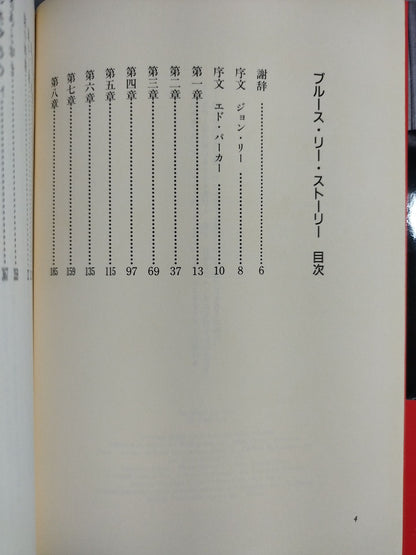 ブルース・リー・ストーリー 目次
謝辞……………………6
序文 ジョン・リー……………………8
序文 エド・パーカー……………………10
第一章……………………13
第二章……………………37
第三章……………………69
第四章……………………97
第五章……………………115
第六章……………………135
第七章……………………159
第八章……………………185
4